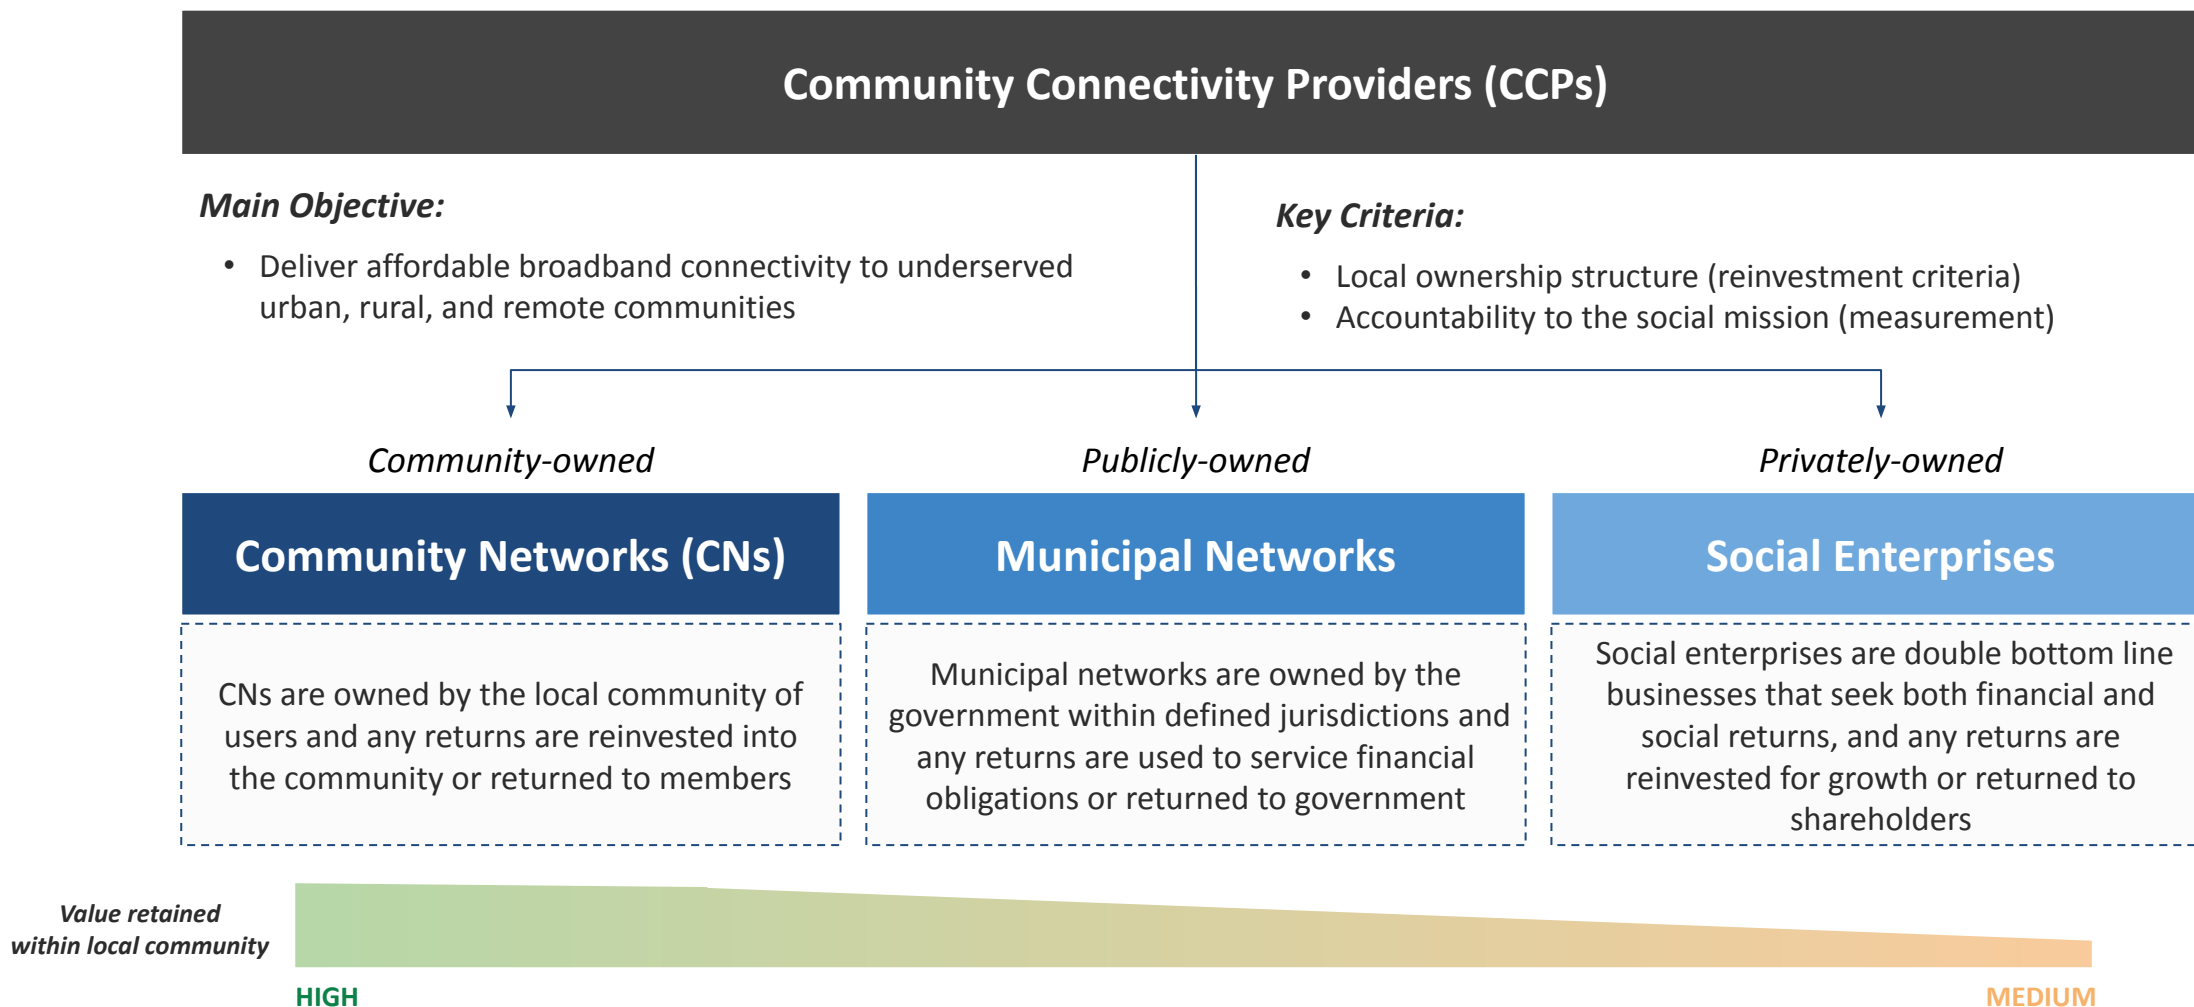 Community Connectivity Providers (CCPs)
Main Objective:
• Deliver affordable broadband connectivity to underserved
urban, rural, and remote communities
Key Criteria:
• Local ownership structure (reinvestment criteria)
• Accountability to the social mission (measurement)
Community-owned
Community Networks (CNs)
CNs are owned by the local community of
users and any returns are reinvested into
the community or returned to members
Publicly-owned
Municipal Networks
Municipal networks are owned by the
government within defined jurisdictions and
any returns are used to service financial
obligations or returned to government
Privately-owned
Social Enterprises
Social enterprises are double bottom line
businesses that seek both financial and
social returns, and any returns are
reinvested for growth or returned to
shareholders
Value retained
within local community
HIGH
MEDIUM